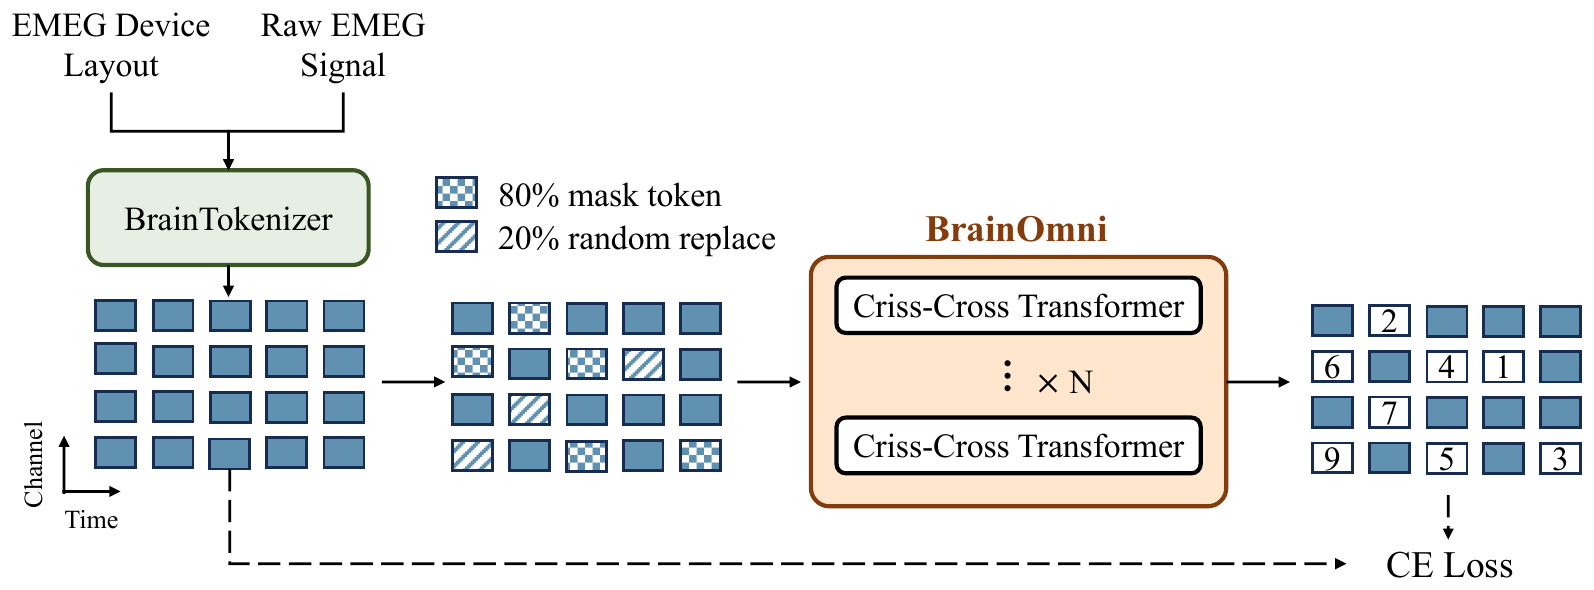 EMEG Device
Layout
Raw EMEG
Signal
BrainTokenizer
80% mask token
20% random replace
BrainOmni
Criss-Cross Transformer
⋮ × N
Criss-Cross Transformer
Channel
Time
2
6 4 1
7
9 5 3
CE Loss